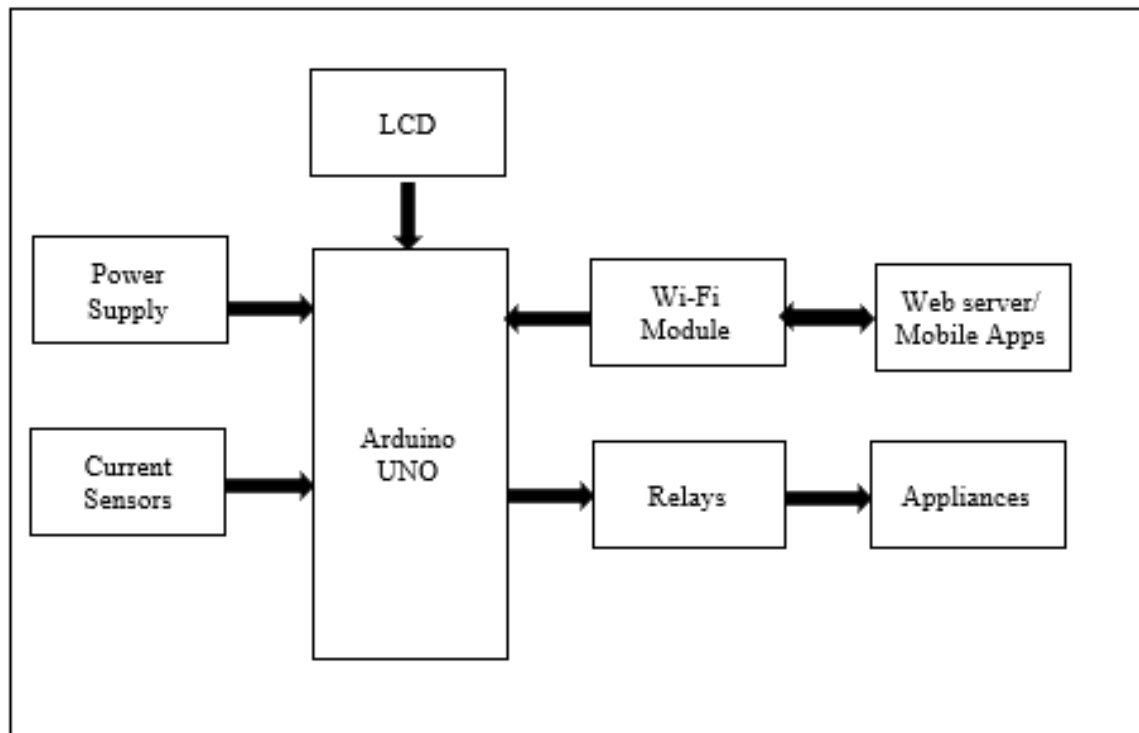 LCD
Power
Supply
Wi-Fi
Module
Web server/
Mobile Apps
Arduino
UNO
Current
Sensors
Relays
Appliances